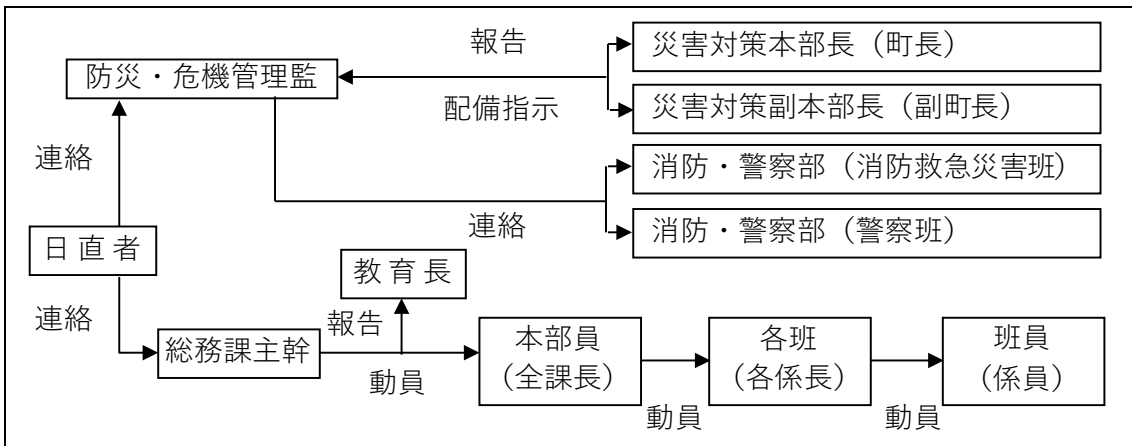 報告
災害対策本部長（町長）
防災・危機管理監
配備指示
災害対策副本部長（副町長）
連絡
消防・警察部（消防救急災害班）
連絡
消防・警察部（警察班）
日 直 者
教 育 長
連絡
報告
総務課主幹
動員
本部員
（全課長）
動員
各班
（各係長）
動員
班員
（係員）